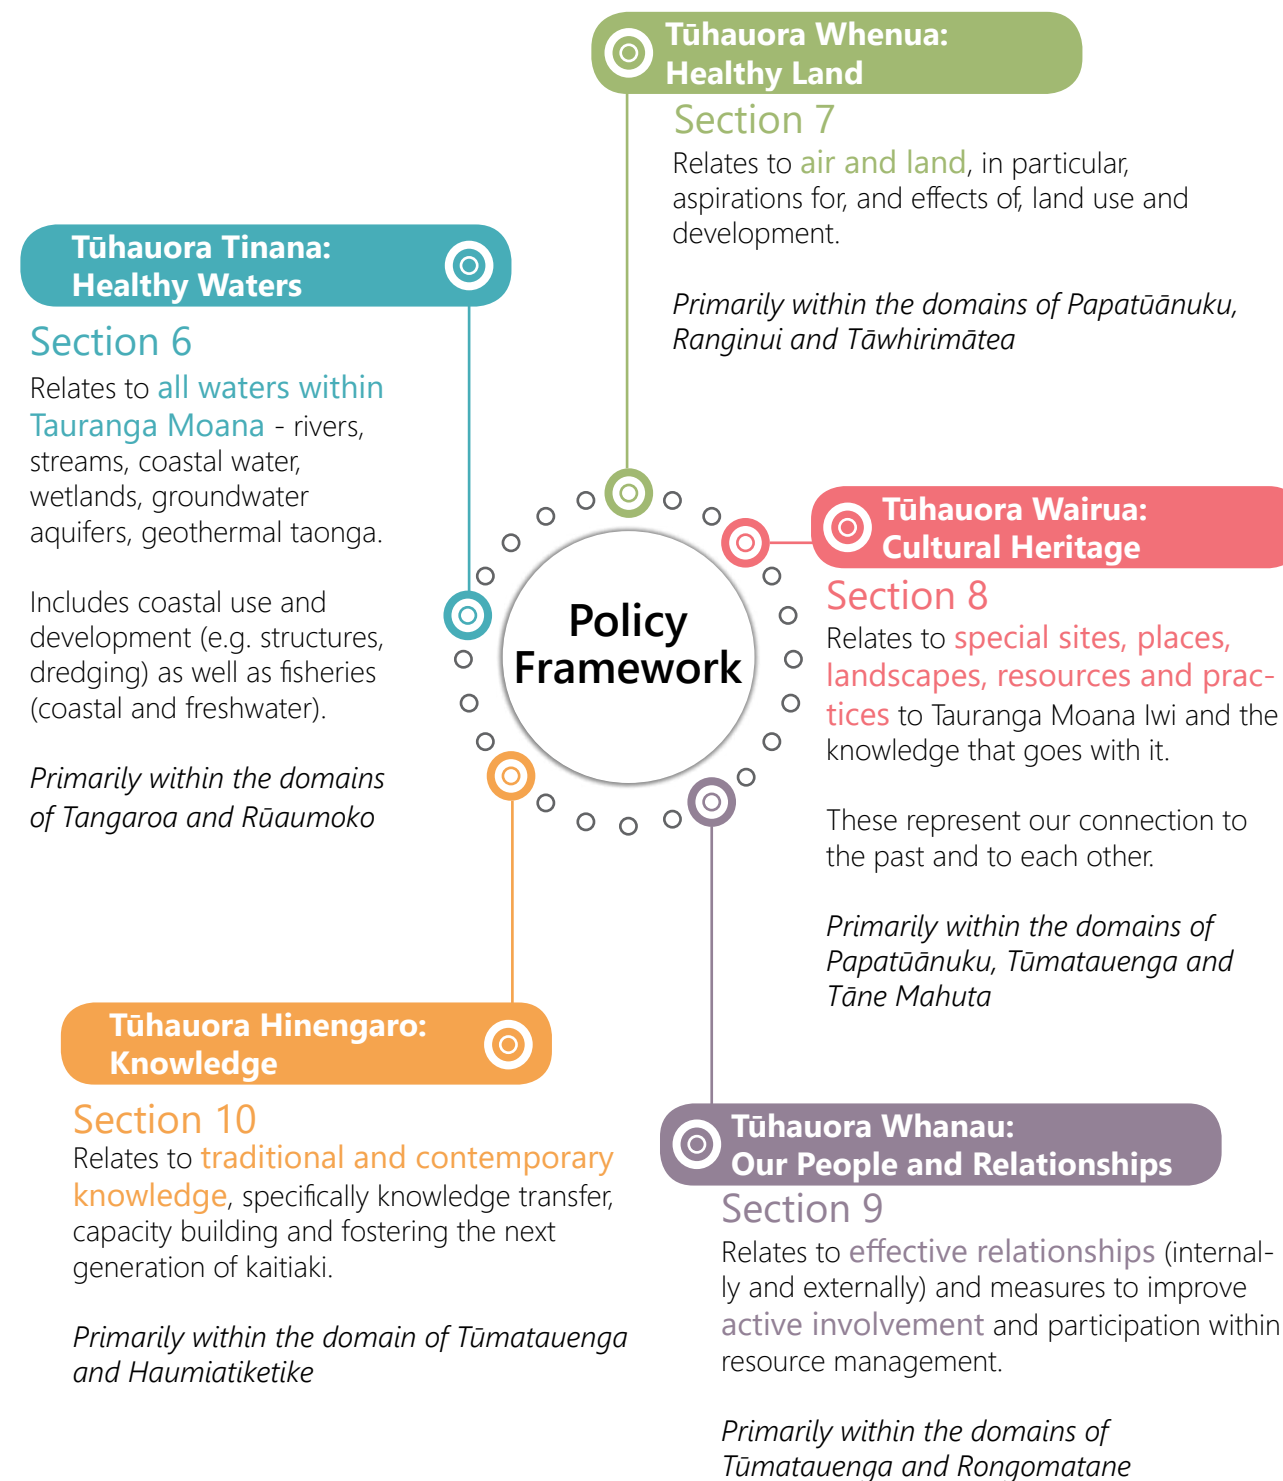 Tūhauora Whenua:
Healthy Land
Section 7
Relates to air and land, in particular,
aspirations for, and effects of, land use and
development.
Primarily within the domains of Papatūānuku,
Ranginui and Tāwhirimātea
Tūhauora Tinana:
Healthy Waters
Section 6
Relates to all waters within
Tauranga Moana - rivers,
streams, coastal water,
wetlands, groundwater
aquifers, geothermal taonga.
Includes coastal use and
development (e.g. structures,
dredging) as well as fisheries
(coastal and freshwater).
Primarily within the domains
of Tangaroa and Rūaumoko
Policy
Framework
Tūhauora Wairua:
Cultural Heritage
Section 8
Relates to special sites, places,
landscapes, resources and prac-
tices to Tauranga Moana Iwi and the
knowledge that goes with it.
These represent our connection to
the past and to each other.
Primarily within the domains of
Papatūānuku, Tūmatauenga and
Tāne Mahuta
Tūhauora Hinengaro:
Knowledge
Section 10
Relates to traditional and contemporary
knowledge, specifically knowledge transfer,
capacity building and fostering the next
generation of kaitiaki.
Primarily within the domain of Tūmatauenga
and Haumiatiketike
Tūhauora Whanau:
Our People and Relationships
Section 9
Relates to effective relationships (internal-
ly and externally) and measures to improve
active involvement and participation within
resource management.
Primarily within the domains of
Tūmatauenga and Rongomatane